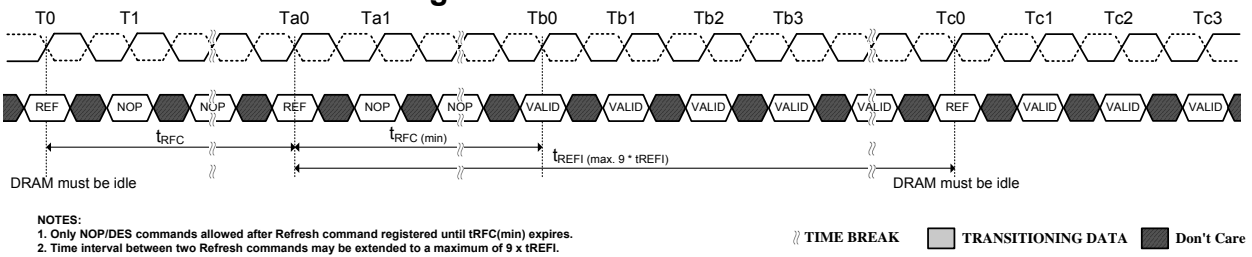 T0 T1 Ta0 Ta1 Tb0 Tb1 Tb2 Tb3 Tc0 Tc1 Tc2 Tc3
REF NOP NOP REF NOP NOP VALID VALID VALID VALID VALID REF VALID VALID VALID
tRFC tRFC (min)
tREFI (max. 9 * tREFI)
DRAM must be idle DRAM must be idle
NOTES:
1. Only NOP/DES commands allowed after Refresh command registered until tRFC(min) expires.
2. Time interval between two Refresh commands may be extended to a maximum of 9 x tREFI.
TIME BREAK TRANSITIONING DATA Don't Care